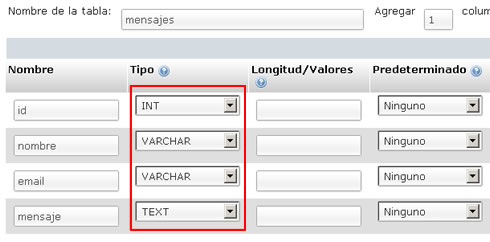 Nombre de la tabla: mensajes Agregar 1 colum
Nombre Tipo Longitud/Valores Predeterminado
id INT Ninguno
nombre VARCHAR Ninguno
email VARCHAR Ninguno
mensaje TEXT Ninguno